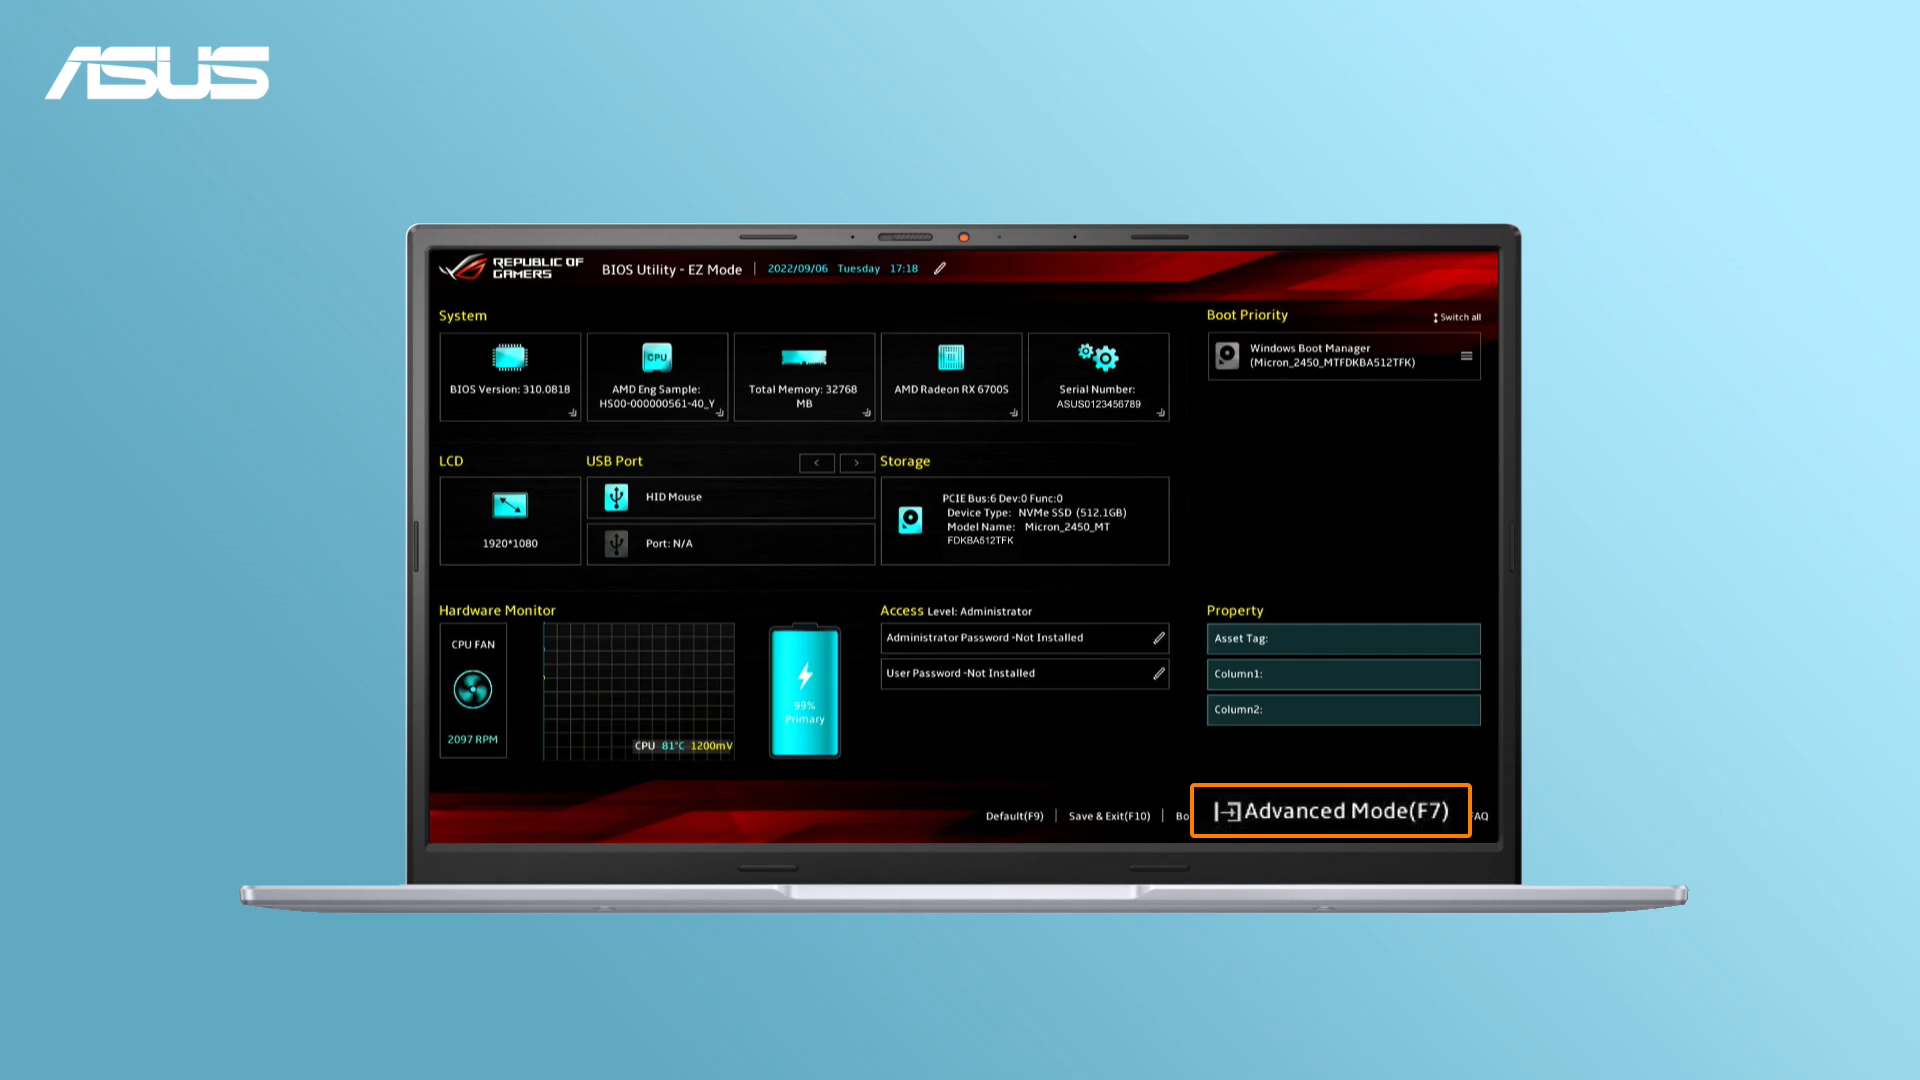 ASUS
REPUBLIC OF
GAMERS
BIOS Utility - EZ Mode
2022/09/06 Tuesday 17:18
System
BIOS Version: 310.0818
CPU
AMD Eng Sample:
HS00-000000561-40_Y
Total Memory: 32768
MB
AMD Radeon RX 6700S
Serial Number:
ASUS0123456789
Boot Priority
Switch all
Windows Boot Manager
(Micron_2450_MTFDKBA512TFK)
LCD
1920*1080
USB Port
< >
HID Mouse
Port: N/A
Storage
PCIE Bus:6 Dev:0 Func:0
Device Type: NVMe SSD (512.1GB)
Model Name: Micron_2450_MT
FDKBA512TFK
Hardware Monitor
CPU FAN
2097 RPM
CPU 81°C 1200mV
99%
Primary
Access Level: Administrator
Administrator Password -Not Installed
User Password -Not Installed
Property
Asset Tag:
Column1:
Column2:
Default(F9)
Save & Exit(F10)
Bo
Advanced Mode(F7)
FAQ